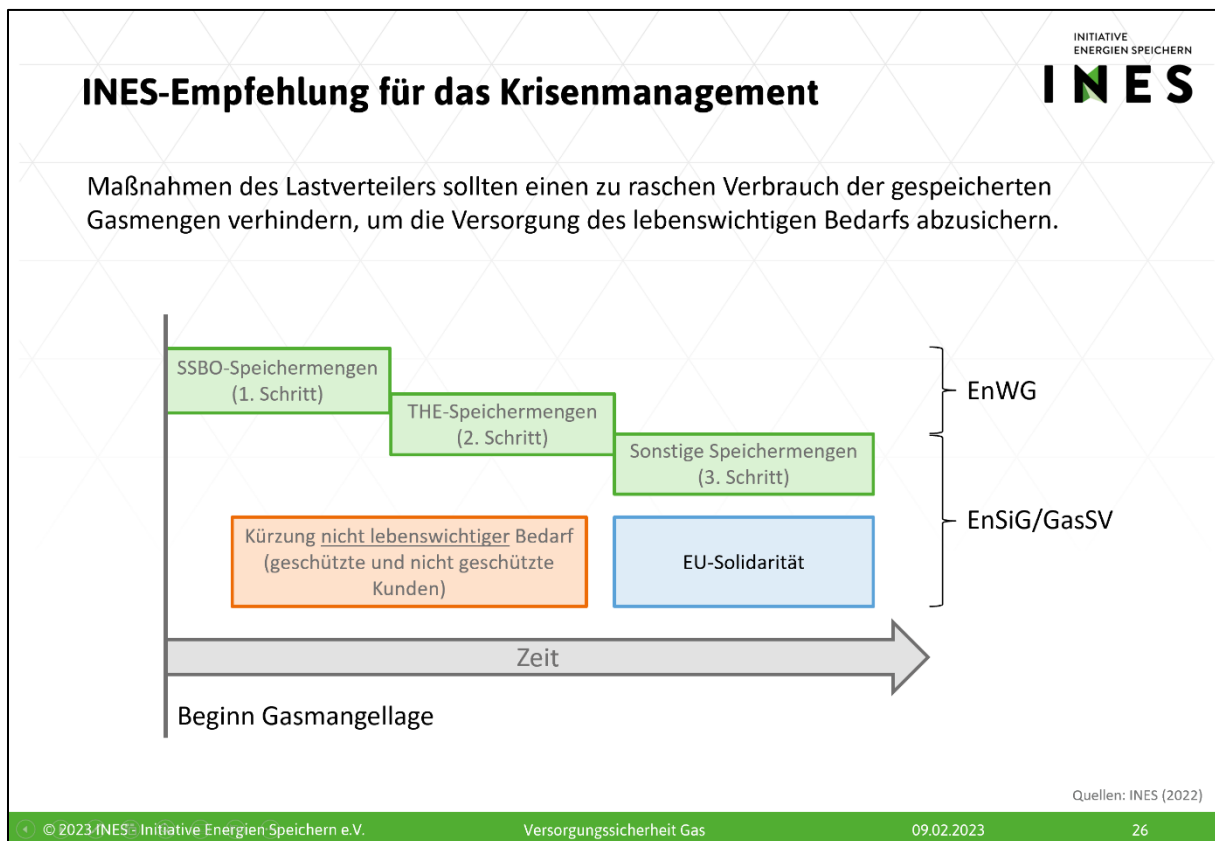 INITIATIVE
ENERGIEN SPEICHERN
INES
INES-Empfehlung für das Krisenmanagement
Maßnahmen des Lastverteilers sollten einen zu raschen Verbrauch der gespeicherten
Gasmengen verhindern, um die Versorgung des lebenswichtigen Bedarfs abzusichern.
SSBO-Speichermengen
(1. Schritt)
THE-Speichermengen
(2. Schritt)
Sonstige Speichermengen
(3. Schritt)
EnWG
Kürzung nicht lebenswichtiger Bedarf
(geschützte und nicht geschützte
Kunden)
EU-Solidarität
EnSiG/GasSV
Zeit
Beginn Gasmangellage
Quellen: INES (2022)
© 2023 INES - Initiative Energien Speichern e.V. Versorgungssicherheit Gas 09.02.2023 26